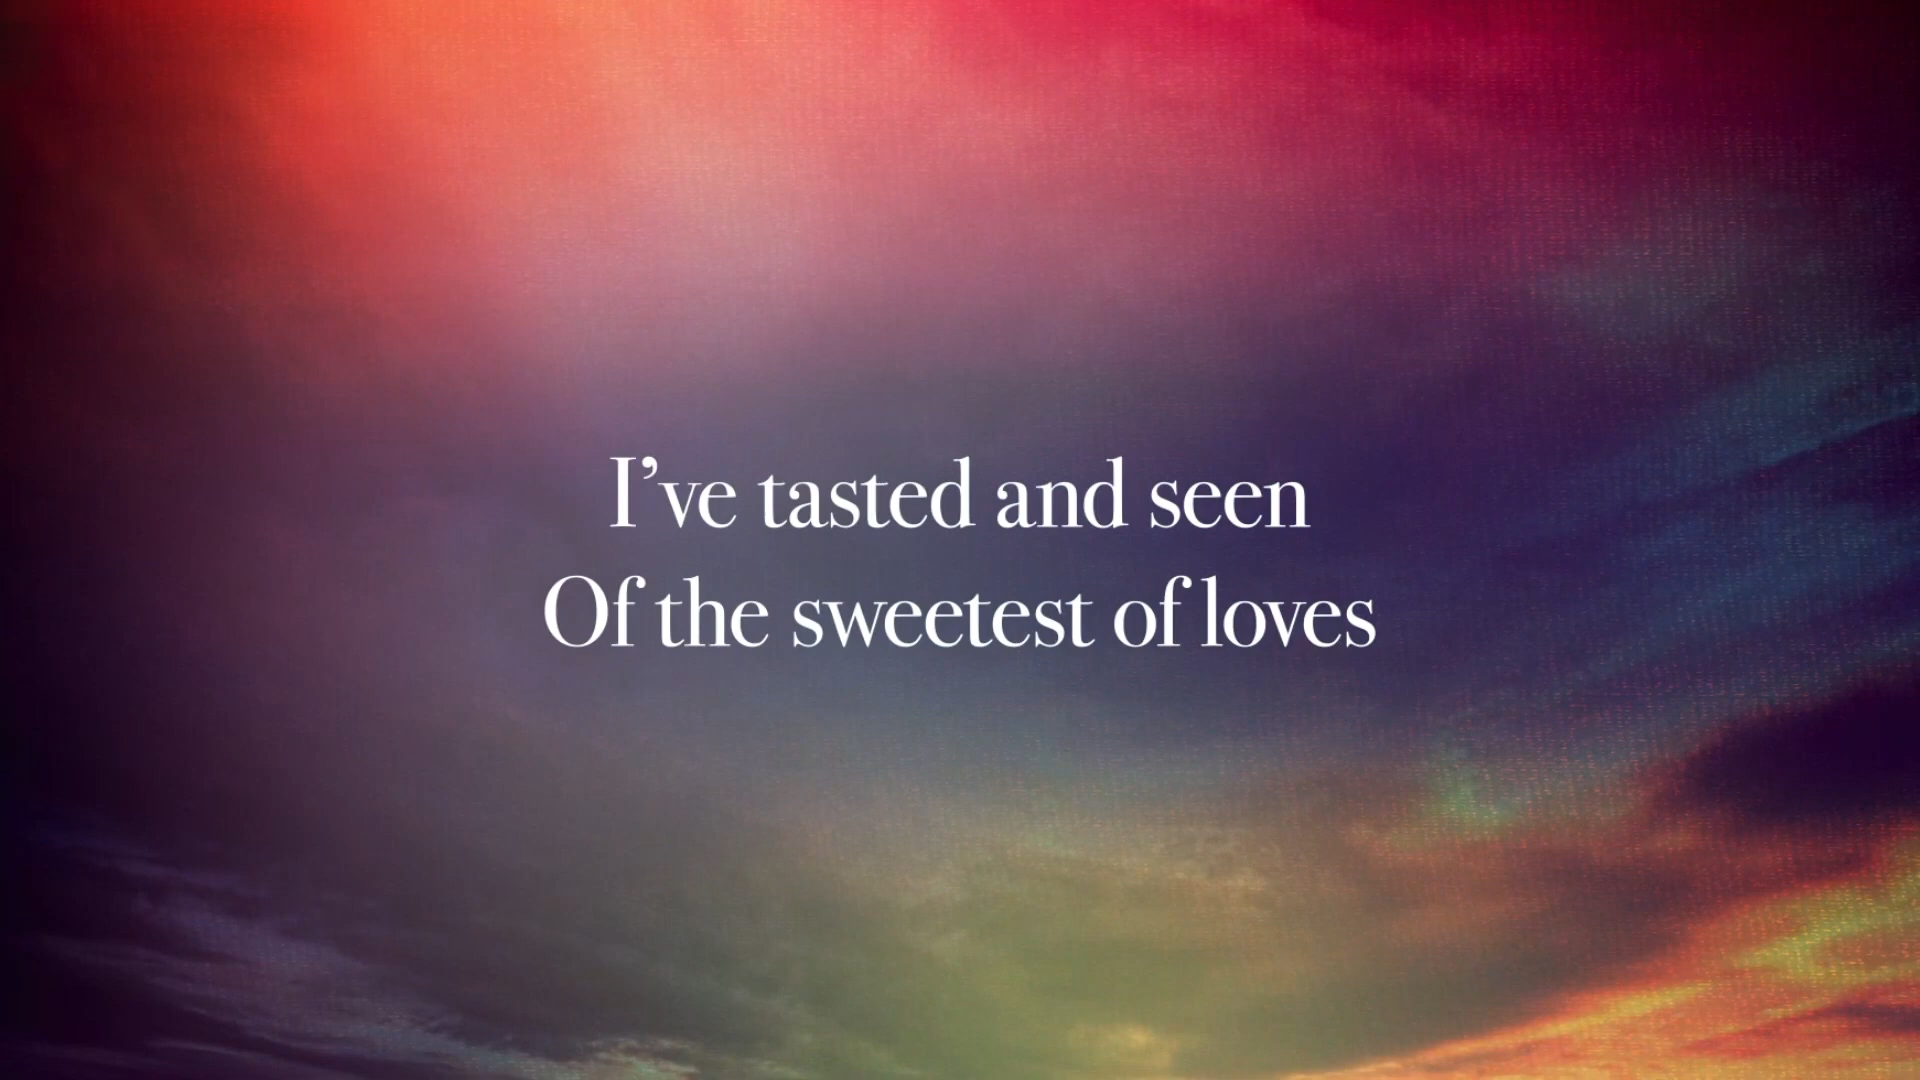 I’ve tasted and seen
Of the sweetest of loves